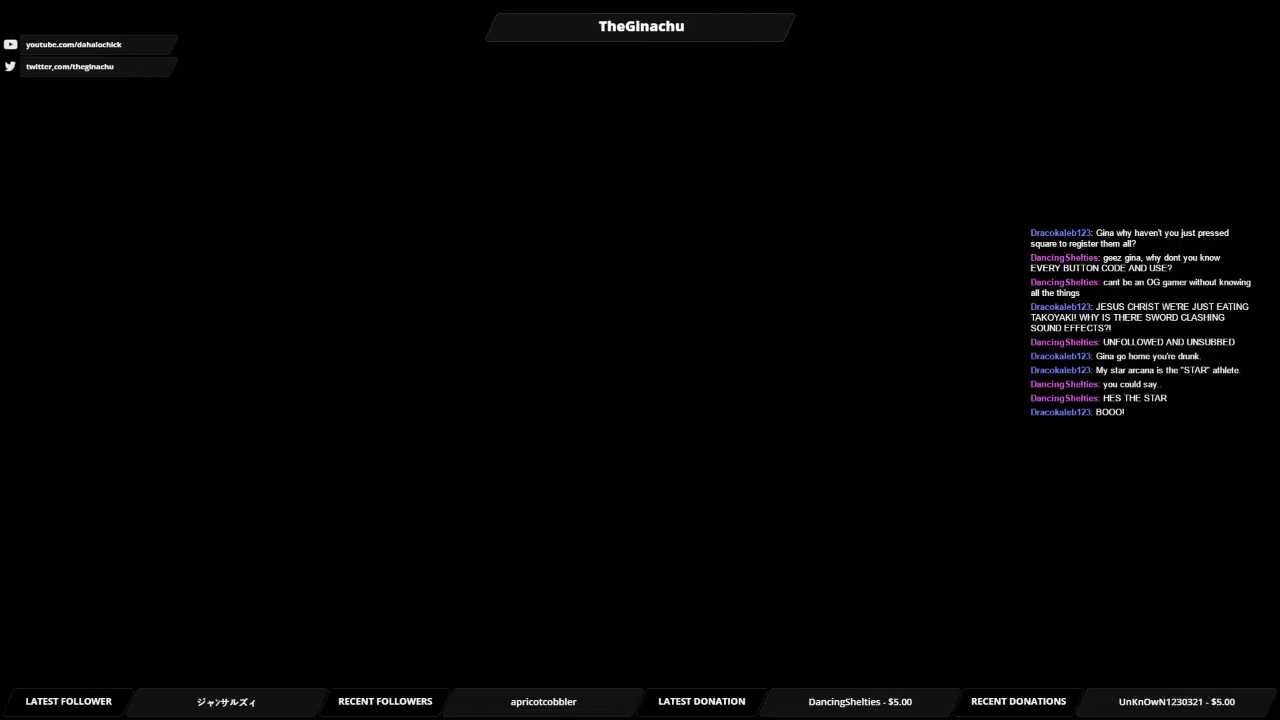 TheGinachu
youtube.com/dahalochick
twitter.com/theginachu
Dracokaleb123: Gina why haven't you just pressed
square to register them all?
DancingShelties: geez gina, why dont you know
EVERY BUTTON CODE AND USE?
DancingShelties: cant be an OG gamer without knowing
all the things
Dracokaleb123: JESUS CHRIST WE'RE JUST EATING
TAKOYAKI! WHY IS THERE SWORD CLASHING
SOUND EFFECTS?!
DancingShelties: UNFOLLOWED AND UNSUBBED
Dracokaleb123: Gina go home you're drunk.
Dracokaleb123: My star arcana is the "STAR" athlete.
DancingShelties: you could say..
DancingShelties: HES THE STAR
Dracokaleb123: BOOO!
LATEST FOLLOWER ジャンサルズィ RECENT FOLLOWERS apricotcobbler LATEST DONATION DancingShelties - $5.00 RECENT DONATIONS UnKnOwN1230321 - $5.00